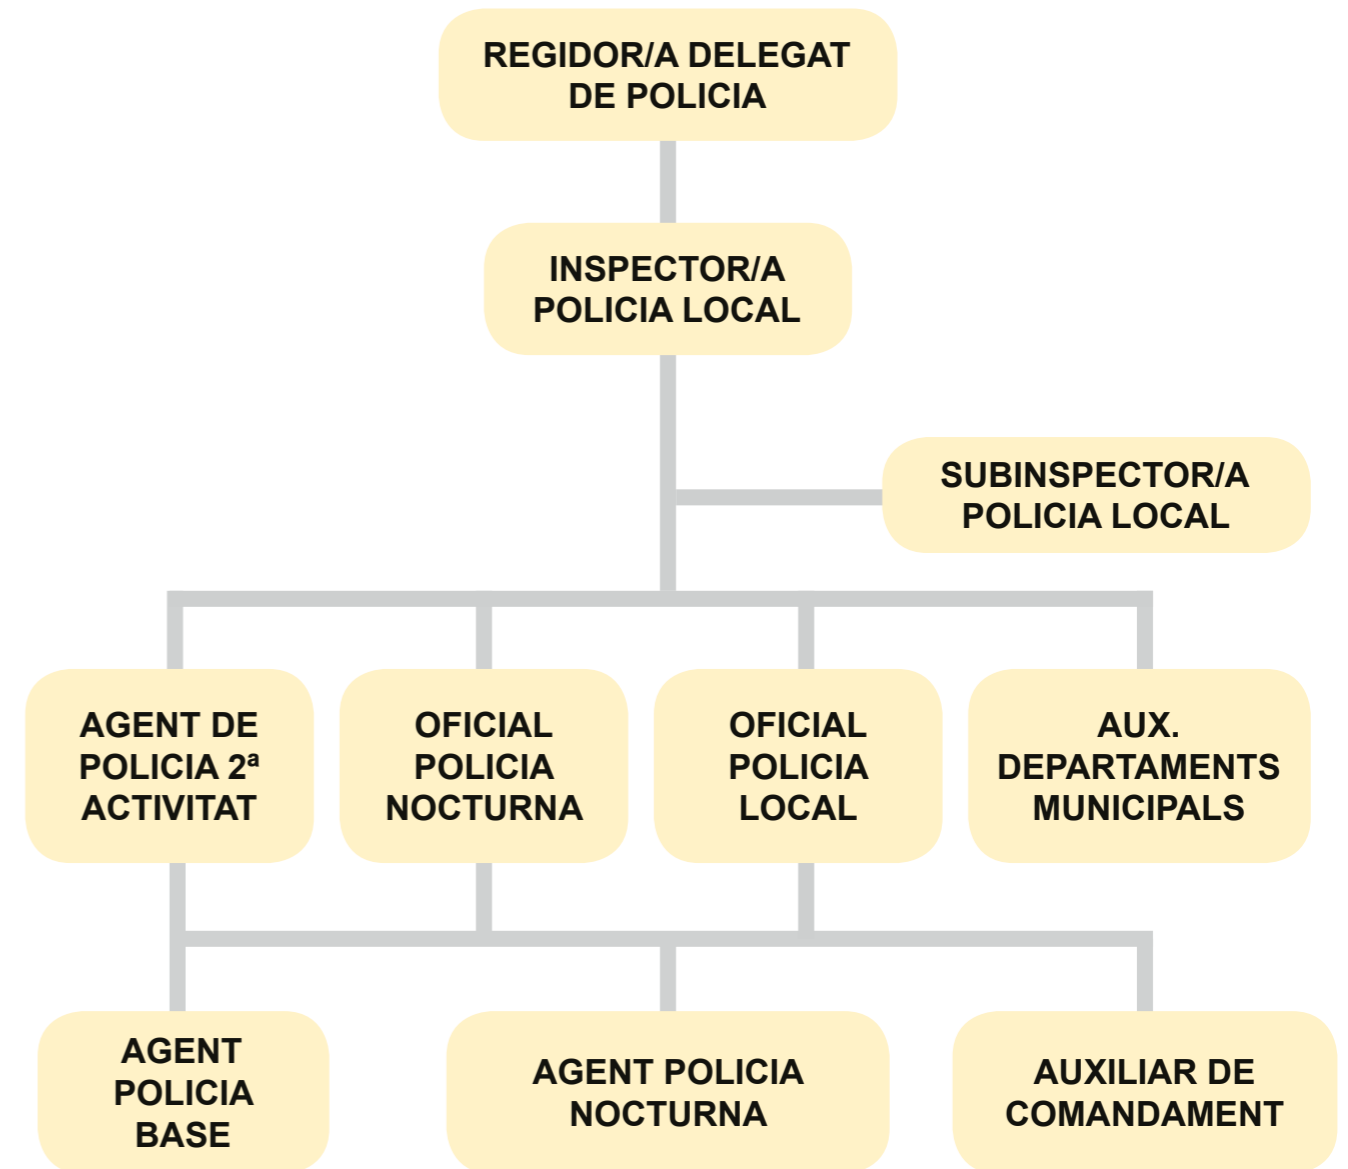 REGIDOR/A DELEGAT
DE POLICIA
INSPECTOR/A
POLICIA LOCAL
SUBINSPECTOR/A
POLICIA LOCAL
AGENT DE
POLICIA 2ª
ACTIVITAT
OFICIAL
POLICIA
NOCTURNA
OFICIAL
POLICIA
LOCAL
AUX.
DEPARTAMENTS
MUNICIPALS
AGENT
POLICIA
BASE
AGENT POLICIA
NOCTURNA
AUXILIAR DE
COMANDAMENT